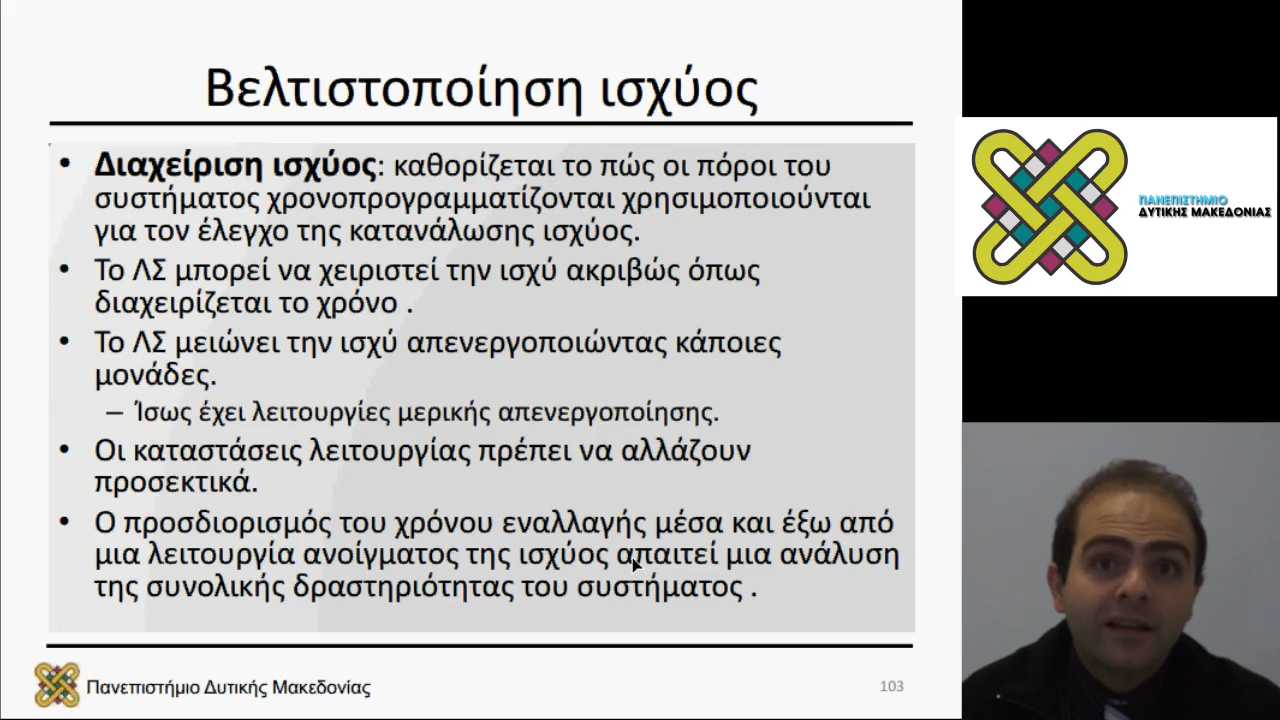 Βελτιστοποίηση ισχύος
• Διαχείριση ισχύος: καθορίζεται το πώς οι πόροι του
συστήματος χρονοπρογραμματίζονται χρησιμοποιούνται
για τον έλεγχο της κατανάλωσης ισχύος.
• Το ΛΣ μπορεί να χειριστεί την ισχύ ακριβώς όπως
διαχειρίζεται το χρόνο .
• Το ΛΣ μειώνει την ισχύ απενεργοποιώντας κάποιες
μονάδες.
– Ίσως έχει λειτουργίες μερικής απενεργοποίησης.
• Οι καταστάσεις λειτουργίας πρέπει να αλλάζουν
προσεκτικά.
• Ο προσδιορισμός του χρόνου εναλλαγής μέσα και έξω από
μια λειτουργία ανοίγματος της ισχύος απαιτεί μια ανάλυση
της συνολικής δραστηριότητας του συστήματος .
Πανεπιστήμιο Δυτικής Μακεδονίας
103
ΠΑΝΕΠΙΣΤΗΜΙΟ
ΔΥΤΙΚΗΣ ΜΑΚΕΔΟΝΙΑΣ